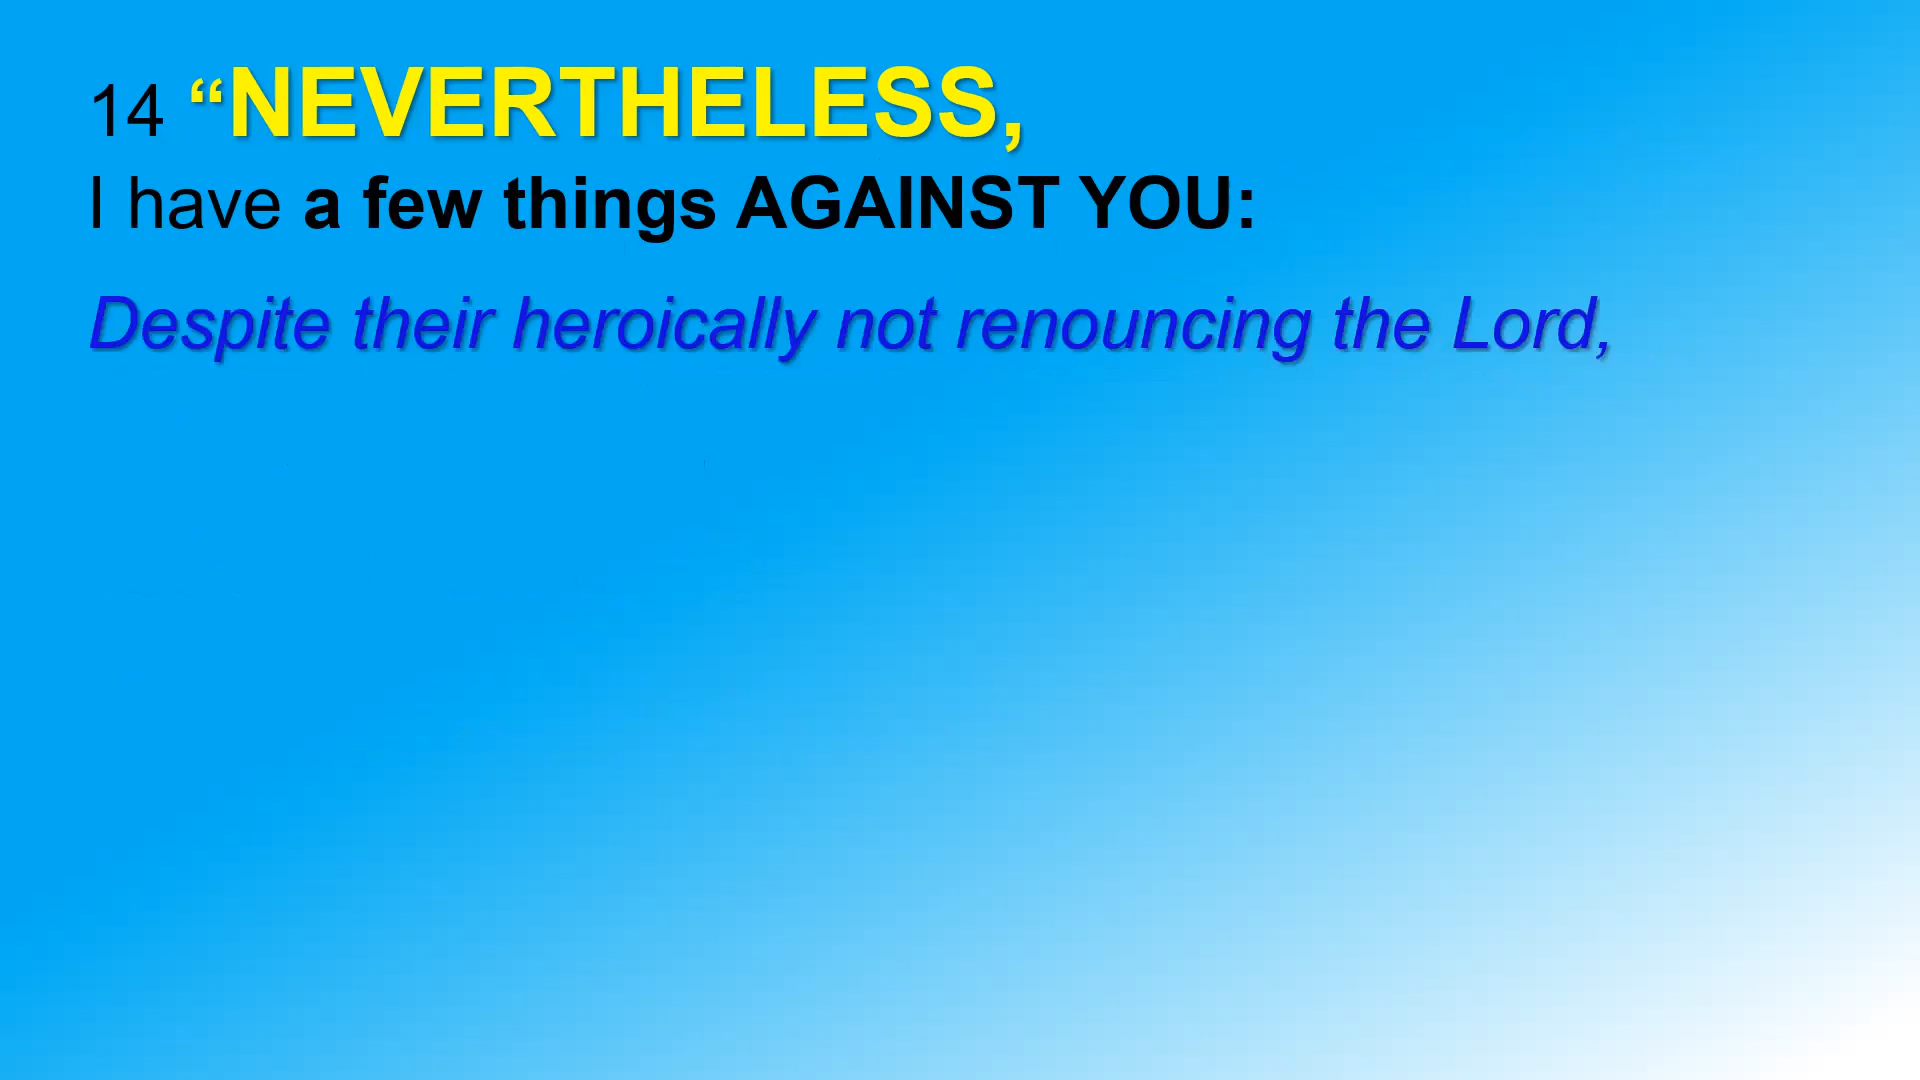 14 “NEVERTHELESS,
I have a few things AGAINST YOU:
Despite their heroically not renouncing the Lord,